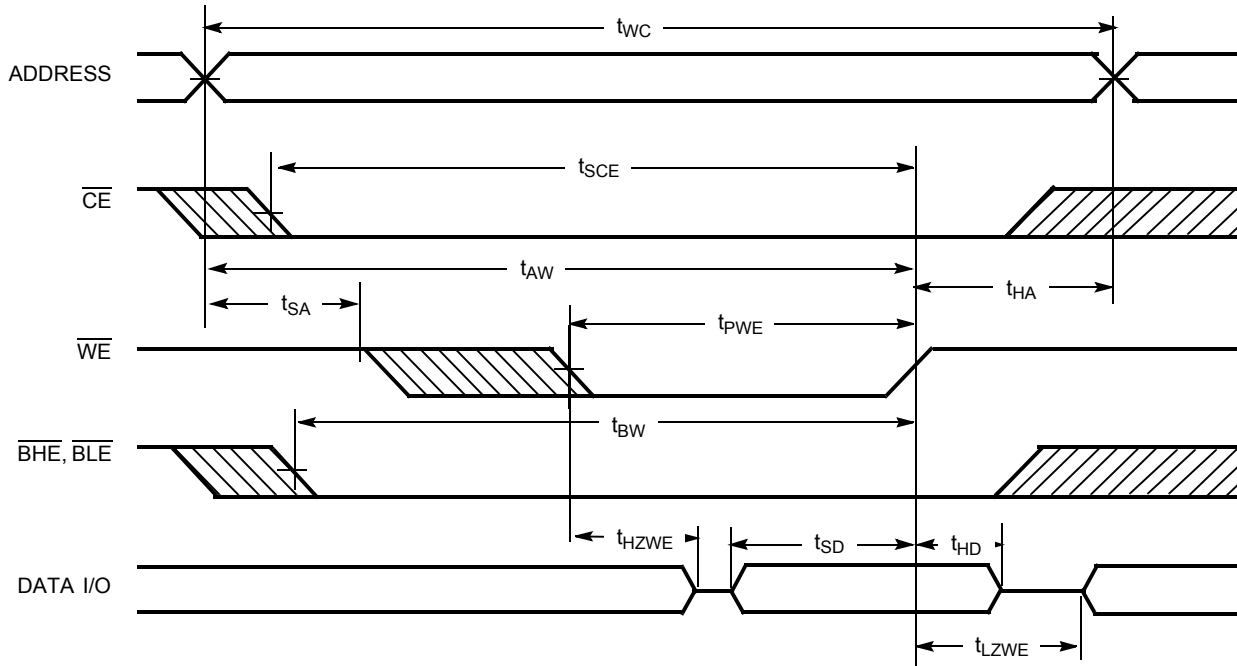 tWC
ADDRESS
tSCE
CE
tAW
tSA
tHA
tPWE
WE
tBW
BHE, BLE
tHZWE
tSD
tHD
DATA I/O
tLZWE